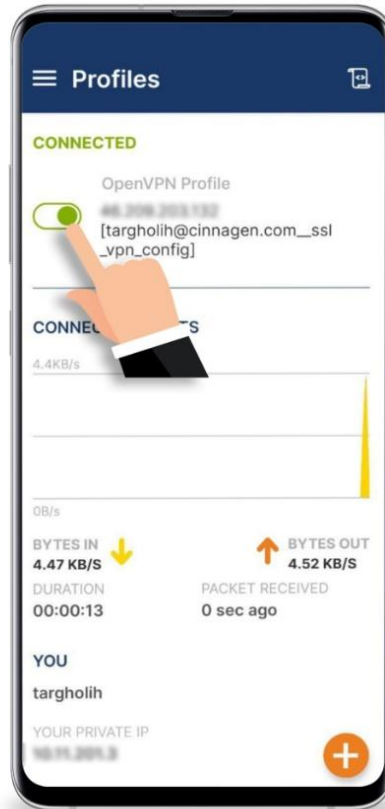 Profiles
CONNECTED
OpenVPN Profile
[targholih@cinnagen.com__ssl
_vpn_config]
4.4KB/s
0B/s
BYTES IN
4.47 KB/S
BYTES OUT
4.52 KB/S
DURATION
00:00:13
PACKET RECEIVED
0 sec ago
YOU
targholih
YOUR PRIVATE IP